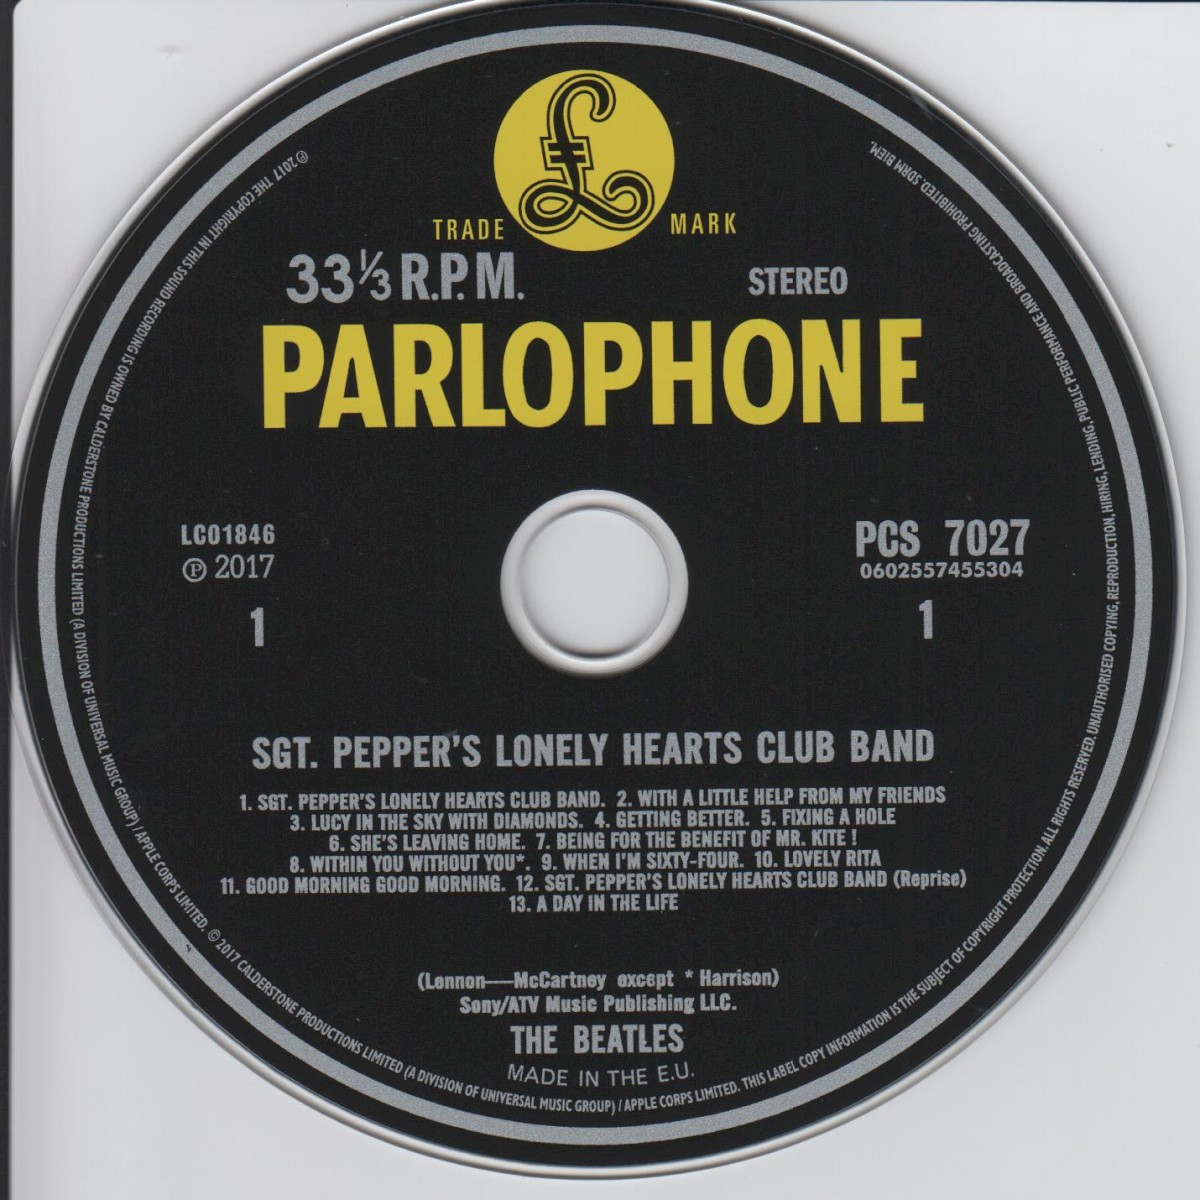 TRADE £ MARK
33⅓ R.P.M. STEREO
PARLOPHONE
LC01846 PCS 7027
℗ 2017 0602557455304
1 1
SGT. PEPPER'S LONELY HEARTS CLUB BAND
1. SGT. PEPPER'S LONELY HEARTS CLUB BAND. 2. WITH A LITTLE HELP FROM MY FRIENDS
3. LUCY IN THE SKY WITH DIAMONDS. 4. GETTING BETTER. 5. FIXING A HOLE
6. SHE'S LEAVING HOME. 7. BEING FOR THE BENEFIT OF MR. KITE !
8. WITHIN YOU WITHOUT YOU*. 9. WHEN I'M SIXTY-FOUR. 10. LOVELY RITA
11. GOOD MORNING GOOD MORNING. 12. SGT. PEPPER'S LONELY HEARTS CLUB BAND (Reprise)
13. A DAY IN THE LIFE
(Lennon—McCartney except * Harrison)
Sony/ATV Music Publishing LLC.
THE BEATLES
MADE IN THE E.U.
℗ 2017 THE COPYRIGHT IN THIS SOUND RECORDING IS OWNED BY CALDERSTONE PRODUCTIONS LIMITED (A DIVISION OF UNIVERSAL MUSIC GROUP) / APPLE CORPS LIMITED. © 2017 CALDERSTONE PRODUCTIONS LIMITED (A DIVISION OF UNIVERSAL MUSIC GROUP) / APPLE CORPS LIMITED. THIS LABEL COPY INFORMATION IS THE SUBJECT OF COPYRIGHT PROTECTION. ALL RIGHTS RESERVED. UNAUTHORISED COPYING, REPRODUCTION, HIRING, LENDING, PUBLIC PERFORMANCE AND BROADCASTING PROHIBITED. SDRM BIEM.